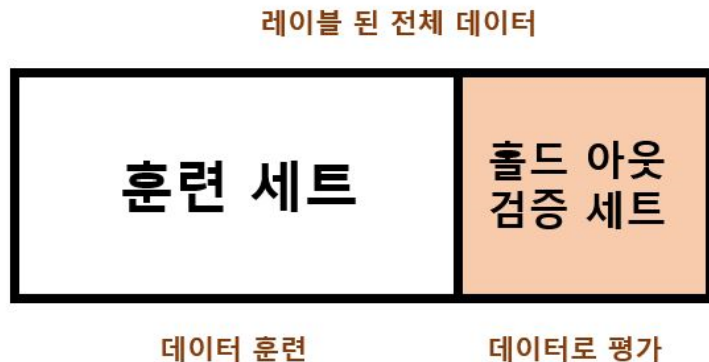 레이블 된 전체 데이터
훈련 세트
홀드 아웃
검증 세트
데이터 훈련
데이터로 평가